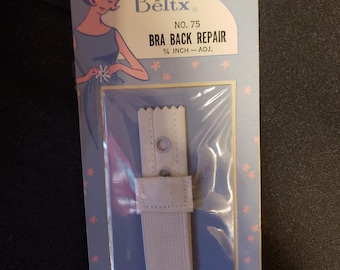 Beltx ®
NO. 75
BRA BACK REPAIR
¾ INCH — ADJ.